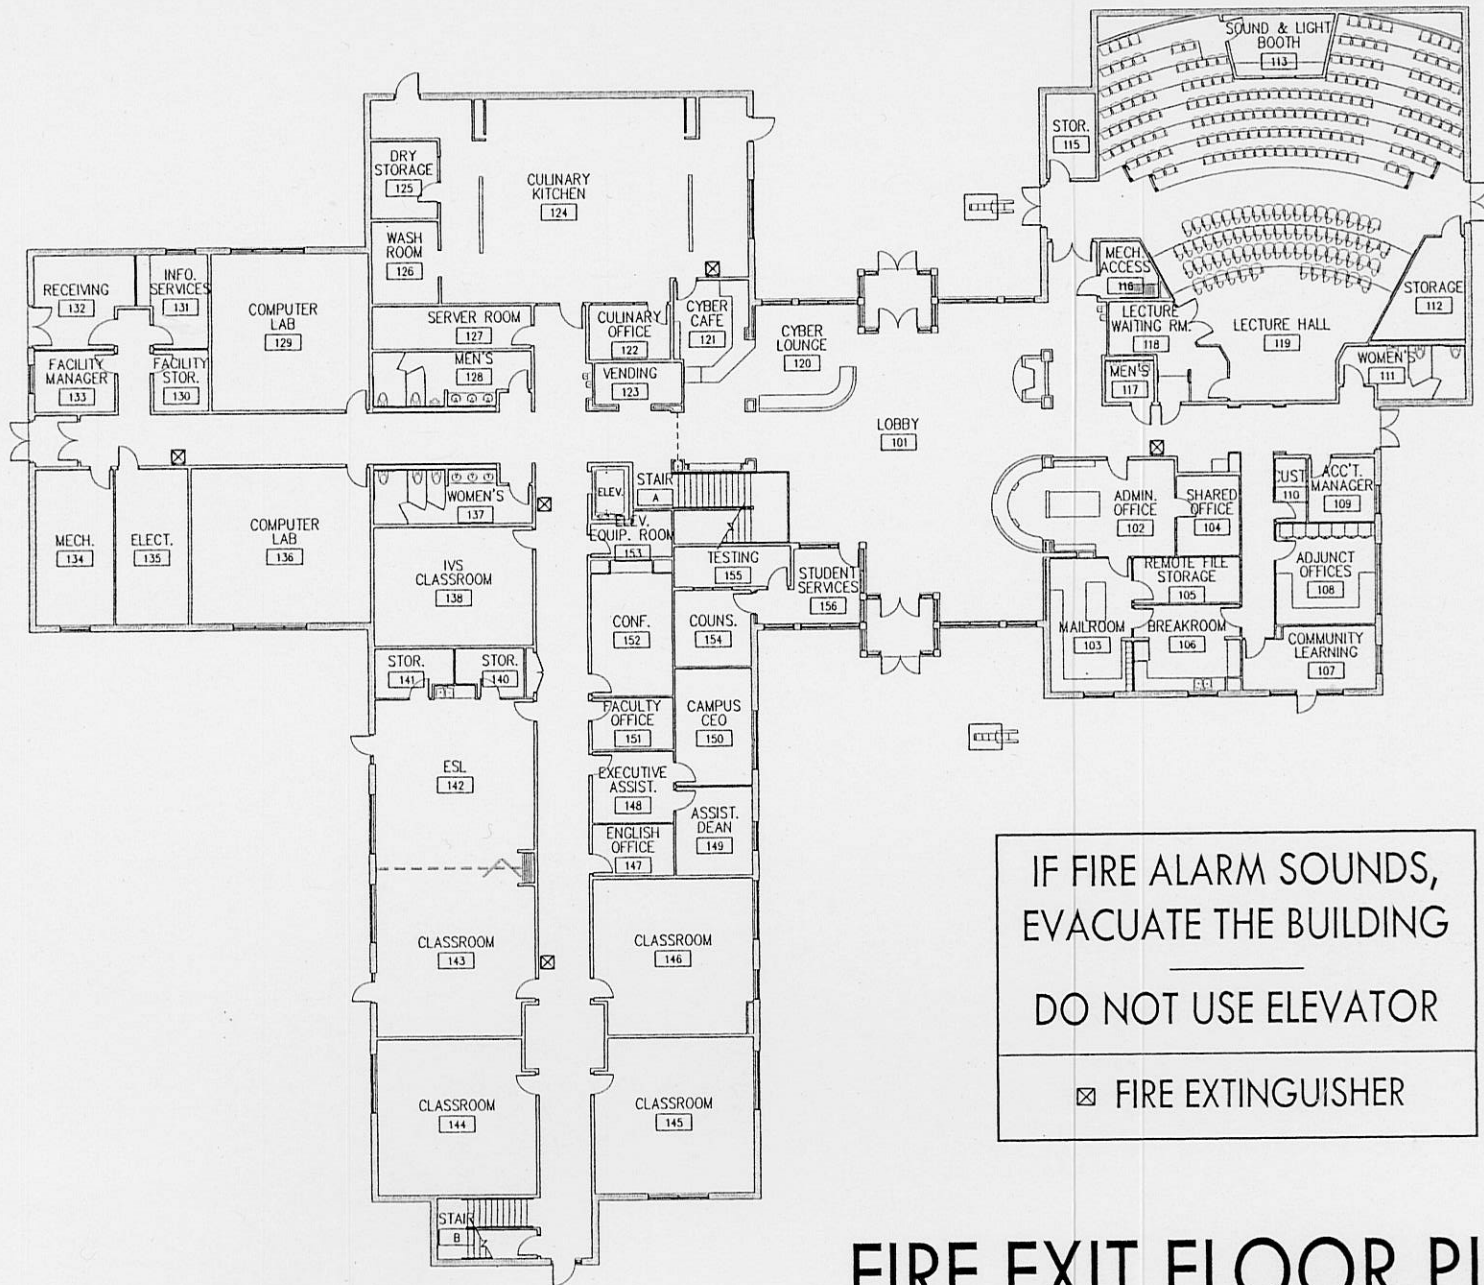 SOUND & LIGHT
BOOTH
113
STOR.
115
DRY
STORAGE
125
CULINARY
KITCHEN
124
WASH
ROOM
126
MECH.
ACCESS
116
STORAGE
112
RECEIVING
132
INFO.
SERVICES
131
COMPUTER
LAB
129
SERVER ROOM
127
CULINARY
OFFICE
122
CYBER
CAFE
121
CYBER
LOUNGE
120
LECTURE
WAITING RM.
118
LECTURE HALL
119
FACILITY
MANAGER
133
FACILITY
STOR.
130
MEN'S
128
VENDING
123
MEN'S
117
WOMEN'S
111
LOBBY
101
MECH.
134
ELECT.
135
COMPUTER
LAB
136
WOMEN'S
137
ELEV.
STAIR
A
ELEV.
EQUIP. ROOM
153
ADMIN.
OFFICE
102
SHARED
OFFICE
104
CUST.
110
ACC'T.
MANAGER
109
IVS
CLASSROOM
138
TESTING
155
STUDENT
SERVICES
156
REMOTE FILE
STORAGE
105
ADJUNCT
OFFICES
108
CONF.
152
COUNS.
154
MAILROOM
103
BREAKROOM
106
COMMUNITY
LEARNING
107
STOR.
141
STOR.
140
FACULTY
OFFICE
151
CAMPUS
CEO
150
ESL
142
EXECUTIVE
ASSIST.
148
ASSIST.
DEAN
149
ENGLISH
OFFICE
147
CLASSROOM
143
CLASSROOM
146
CLASSROOM
144
CLASSROOM
145
STAIR
B
IF FIRE ALARM SOUNDS,
EVACUATE THE BUILDING
DO NOT USE ELEVATOR
FIRE EXTINGUISHER
FIRE EXIT FLOOR PL